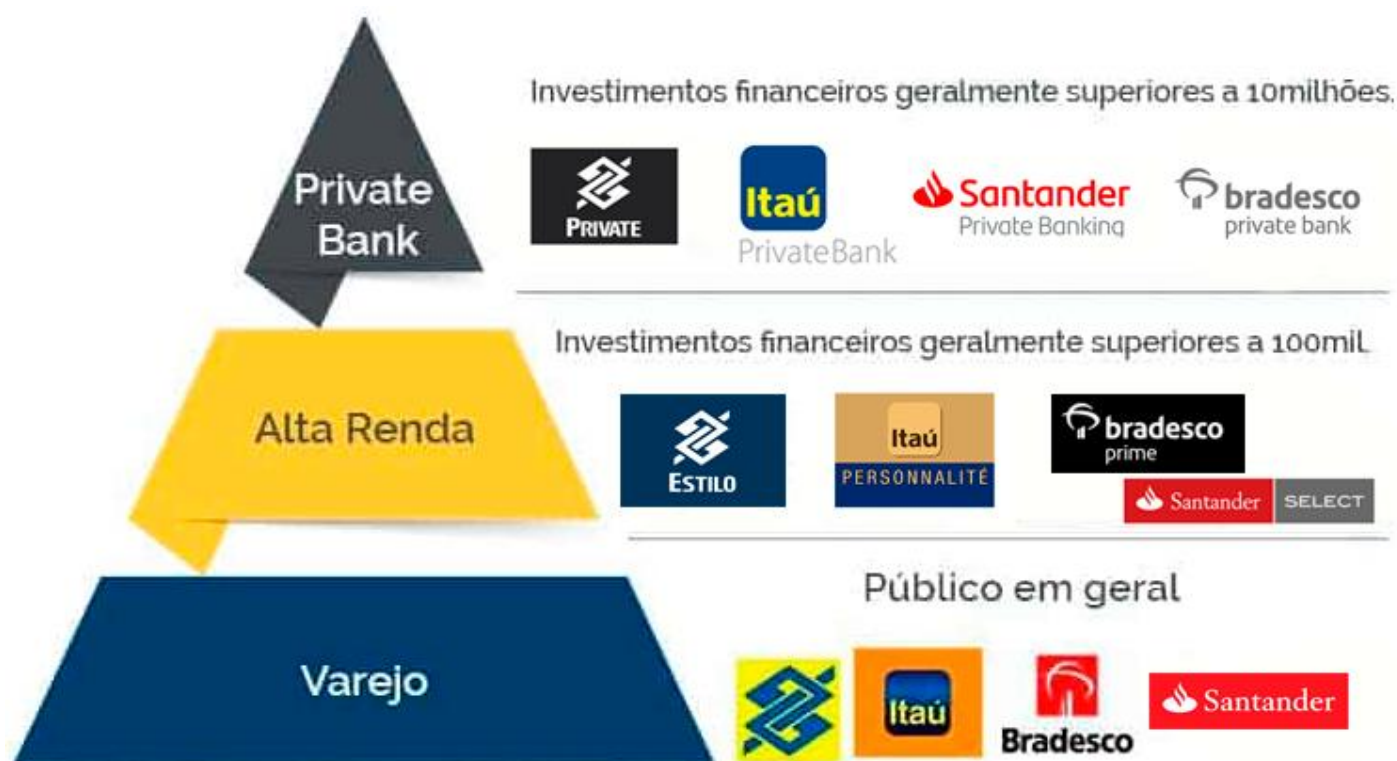 Investimentos financeiros geralmente superiores a 10milhões.
Private
Bank
PRIVATE
Itaú
PrivateBank
Santander
Private Banking
bradesco
private bank
Investimentos financeiros geralmente superiores a 100mil.
Alta Renda
ESTILO
Itaú
PERSONNALITÉ
bradesco
prime
Santander SELECT
Público em geral
Varejo
Itaú
Bradesco
Santander